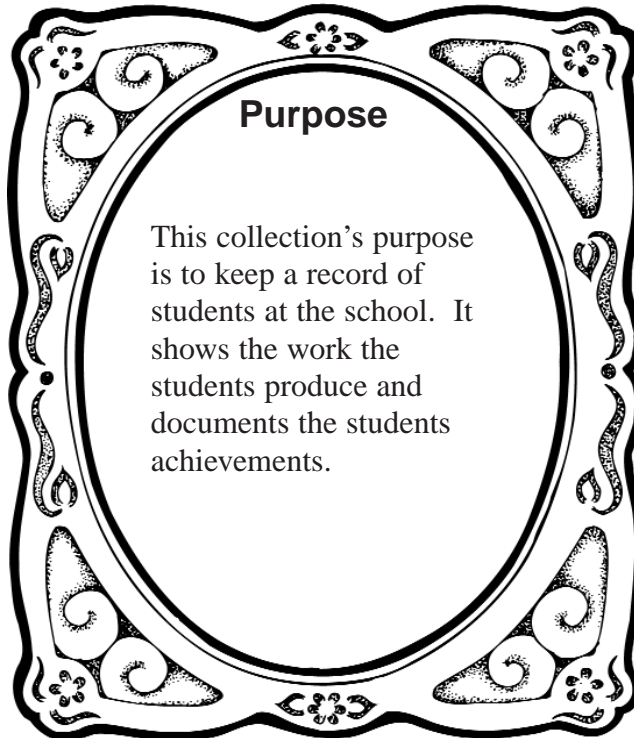 Purpose
This collection’s purpose
is to keep a record of
students at the school.  It
shows the work the
students produce and
documents the students
achievements.